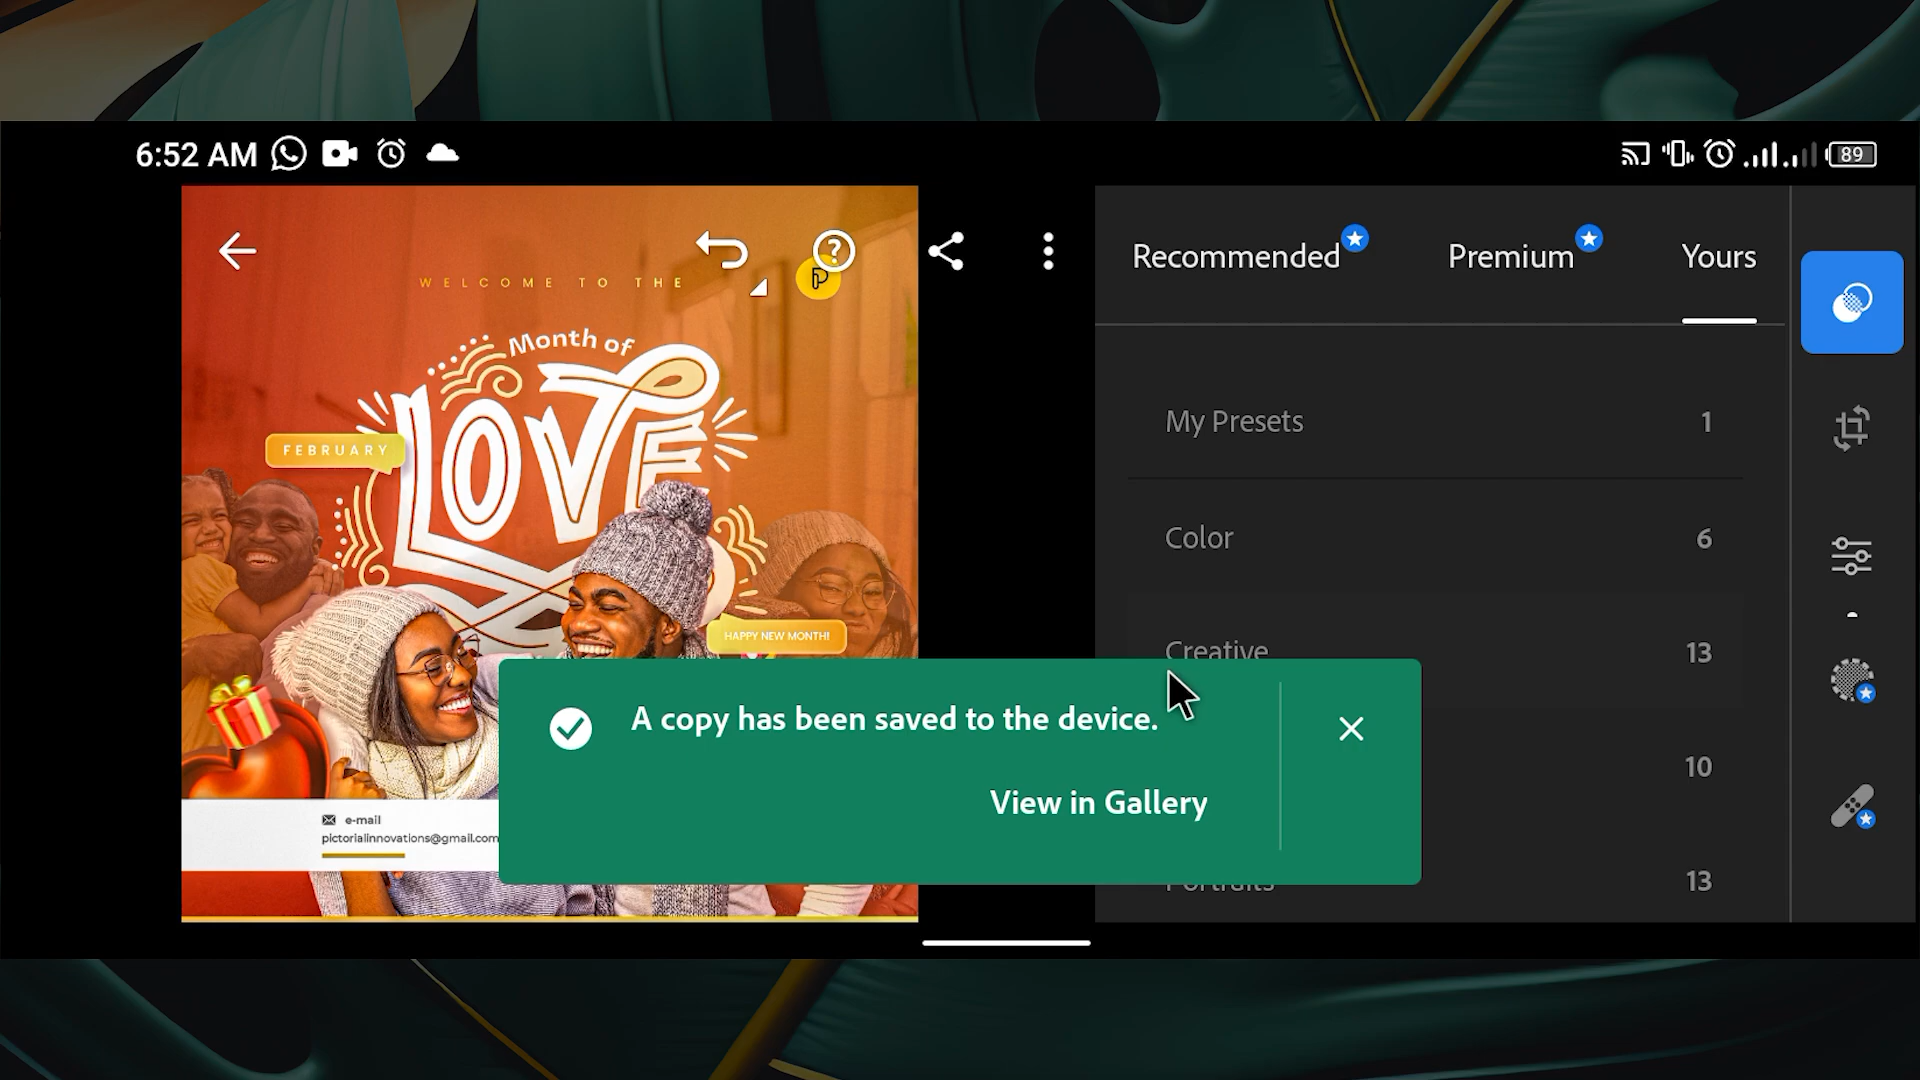 6:52 AM
89
WELCOME TO THE
Month of
LOVE
FEBRUARY
HAPPY NEW MONTH!
e-mail
pictorialinnovations@gmail.com
Recommended
Premium
Yours
My Presets 1
Color 6
Creative 13
10
Portraits 13
A copy has been saved to the device.
View in Gallery